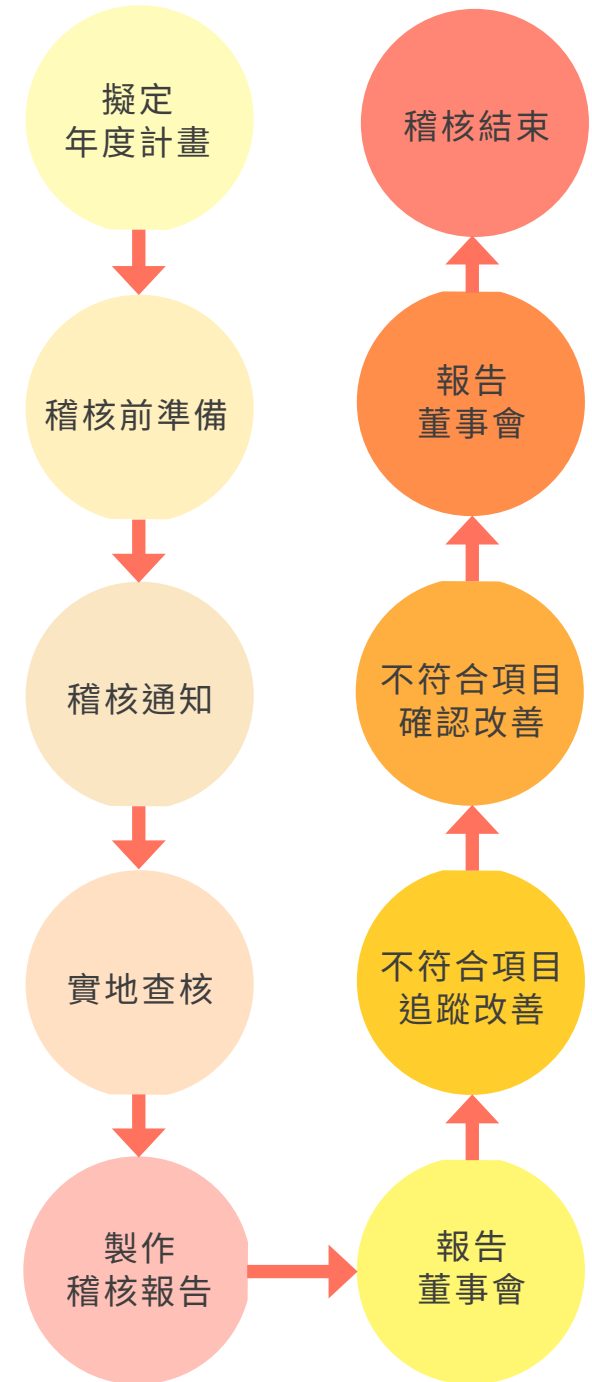 擬定
年度計畫
稽核前準備
稽核通知
實地查核
製作
稽核報告
報告
董事會
不符合項目
追蹤改善
不符合項目
確認改善
報告
董事會
稽核結束